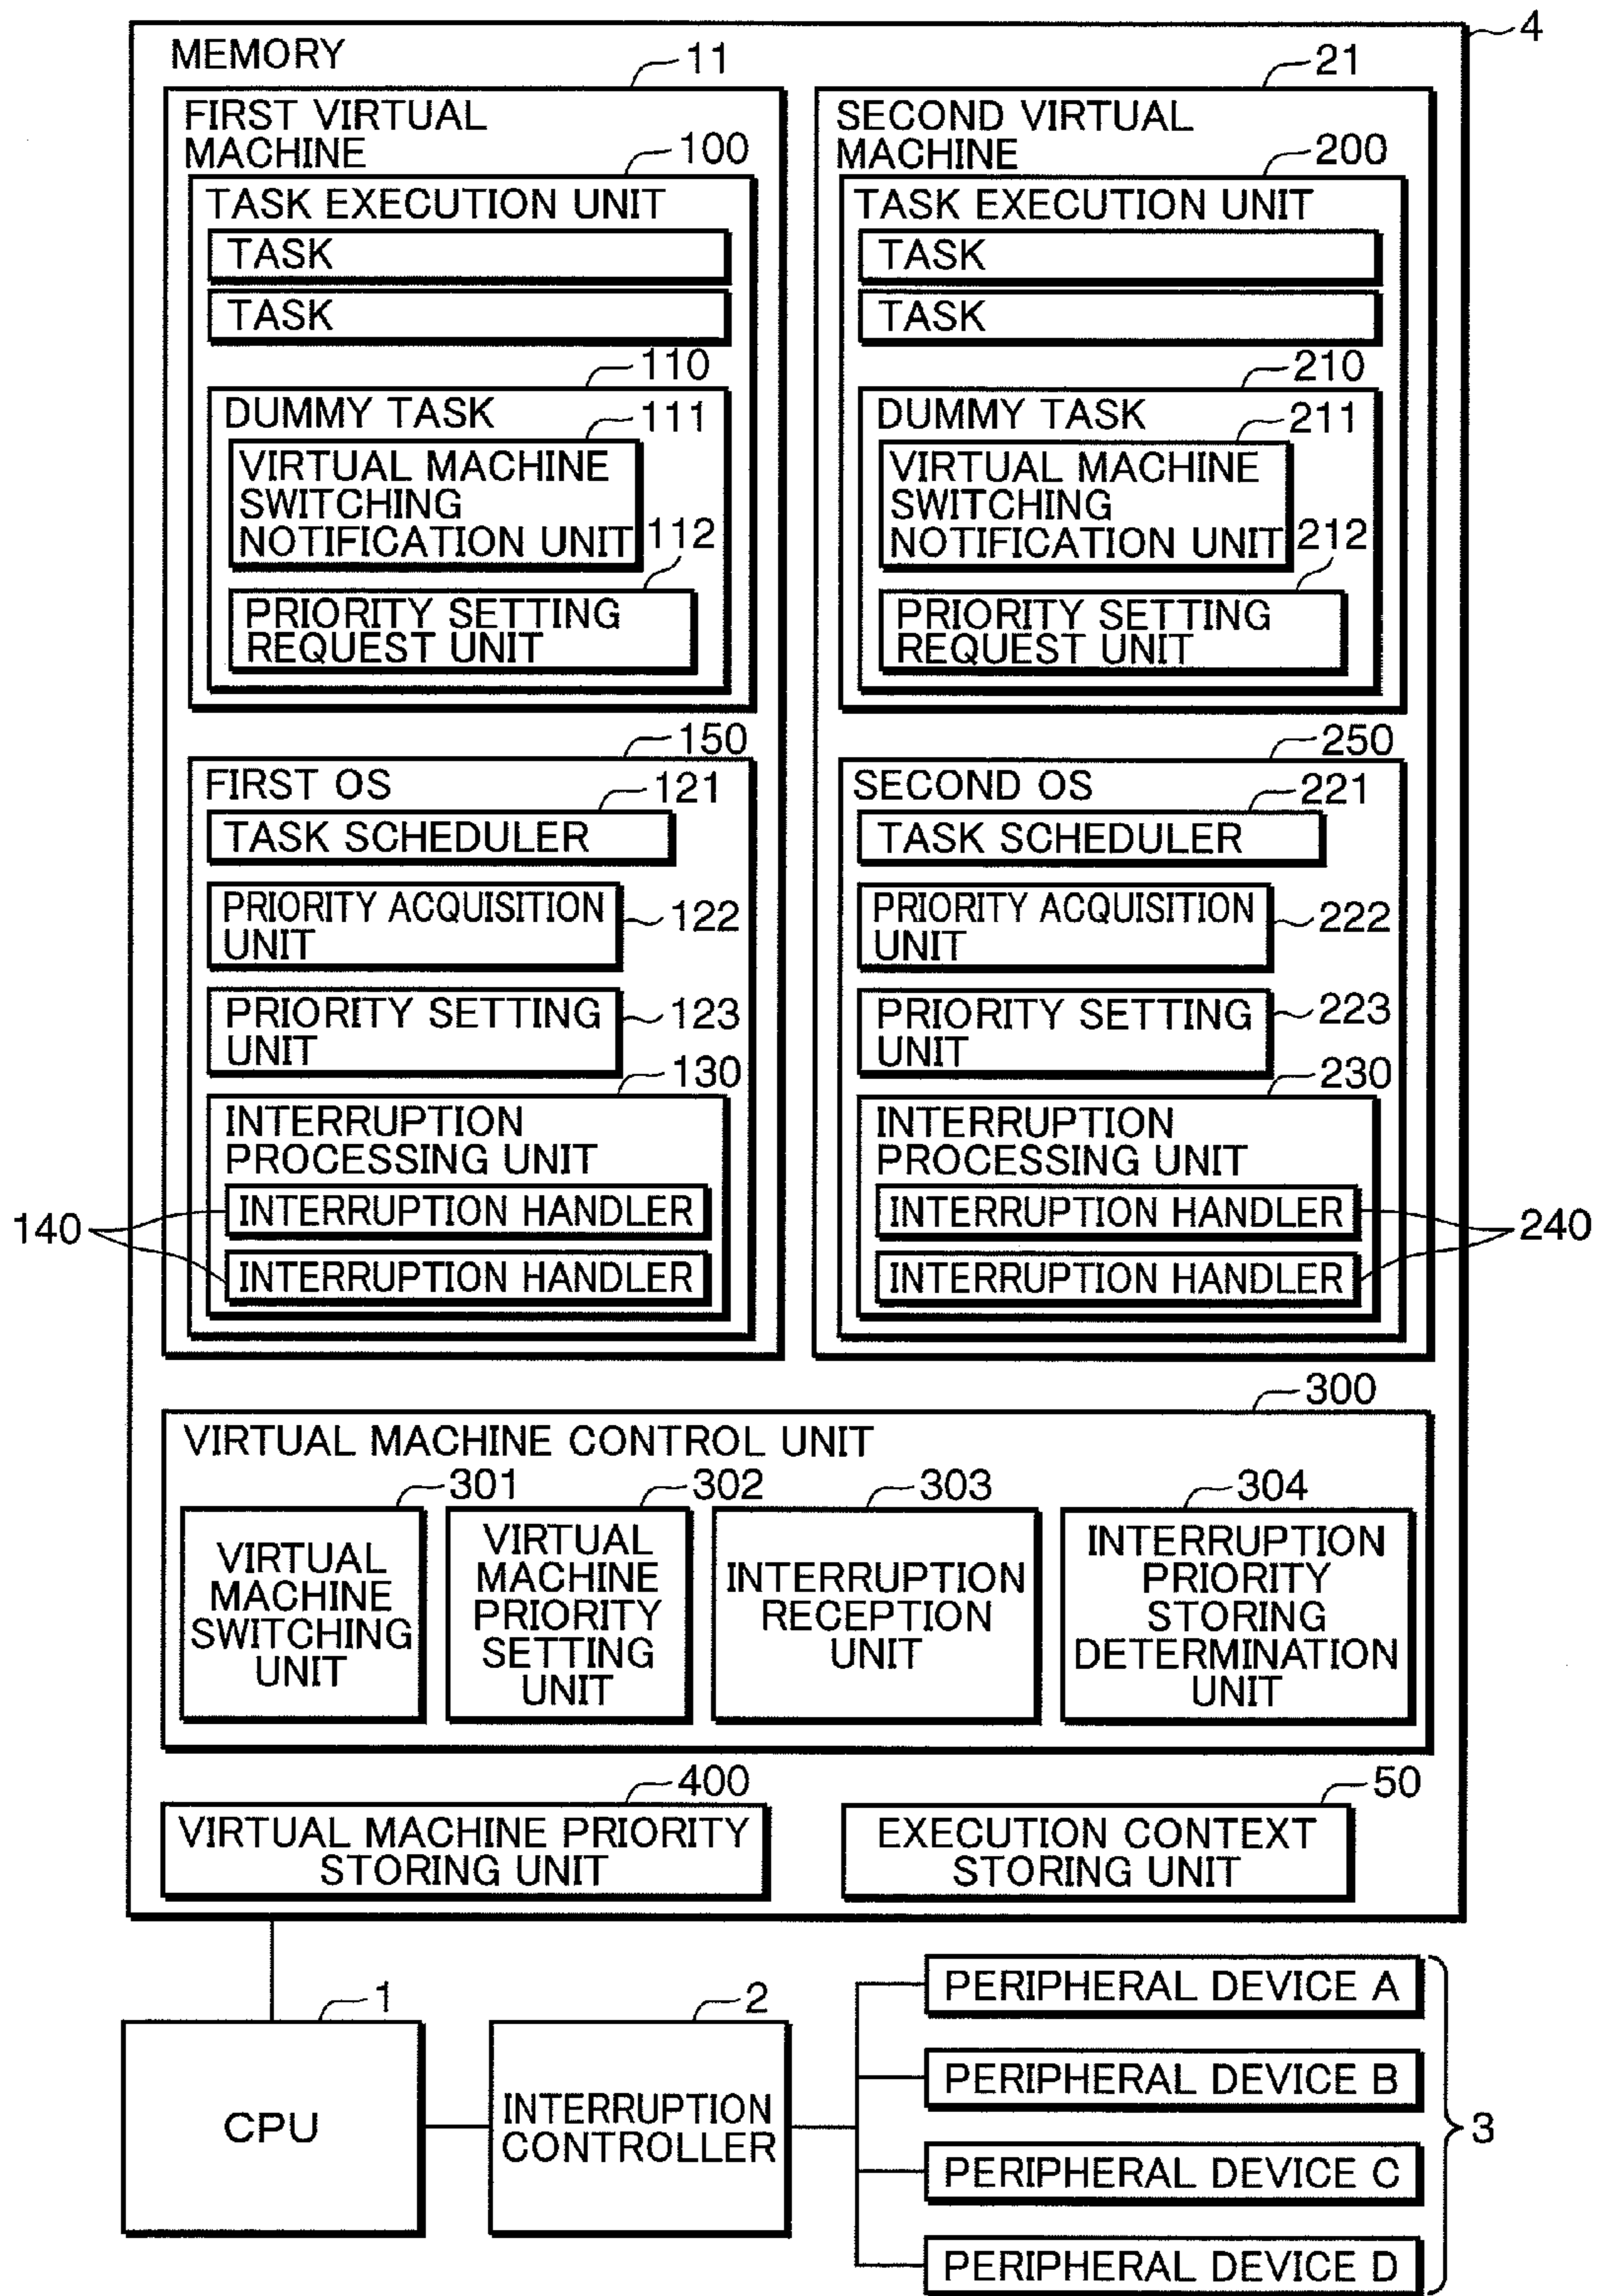 4
MEMORY
11
FIRST VIRTUAL
MACHINE
100
TASK EXECUTION UNIT
TASK
TASK
110
DUMMY TASK
111
VIRTUAL MACHINE
SWITCHING
NOTIFICATION UNIT
112
PRIORITY SETTING
REQUEST UNIT
150
FIRST OS
121
TASK SCHEDULER
PRIORITY ACQUISITION
UNIT
122
PRIORITY SETTING
UNIT
123
130
INTERRUPTION
PROCESSING UNIT
INTERRUPTION HANDLER
INTERRUPTION HANDLER
140
21
SECOND VIRTUAL
MACHINE
200
TASK EXECUTION UNIT
TASK
TASK
210
DUMMY TASK
211
VIRTUAL MACHINE
SWITCHING
NOTIFICATION UNIT
212
PRIORITY SETTING
REQUEST UNIT
250
SECOND OS
221
TASK SCHEDULER
PRIORITY ACQUISITION
UNIT
222
PRIORITY SETTING
UNIT
223
230
INTERRUPTION
PROCESSING UNIT
INTERRUPTION HANDLER
INTERRUPTION HANDLER
240
300
VIRTUAL MACHINE CONTROL UNIT
301
VIRTUAL
MACHINE
SWITCHING
UNIT
302
VIRTUAL
MACHINE
PRIORITY
SETTING
UNIT
303
INTERRUPTION
RECEPTION
UNIT
304
INTERRUPTION
PRIORITY
STORING
DETERMINATION
UNIT
400
VIRTUAL MACHINE PRIORITY
STORING UNIT
50
EXECUTION CONTEXT
STORING UNIT
1
CPU
2
INTERRUPTION
CONTROLLER
PERIPHERAL DEVICE A
PERIPHERAL DEVICE B
PERIPHERAL DEVICE C
PERIPHERAL DEVICE D
3